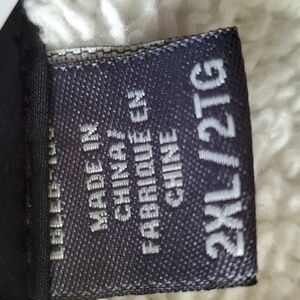 MADE IN
CHINA/
FABRIQUÉ EN
CHINE
2XL/2TG